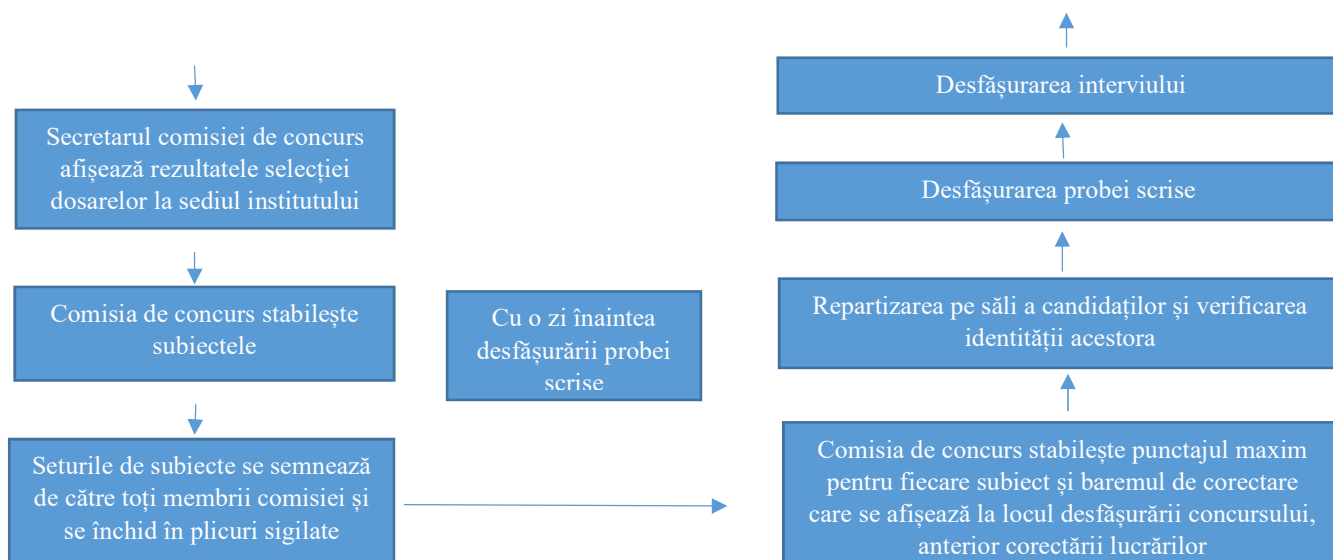 Secretarul comisiei de concurs
afișează rezultatele selecției
dosarelor la sediul institutului
Comisia de concurs stabilește
subiectele
Cu o zi înaintea
desfășurării probei
scrise
Seturile de subiecte se semnează
de către toți membrii comisiei și
se închid în plicuri sigilate
Comisia de concurs stabilește punctajul maxim
pentru fiecare subiect și baremul de corectare
care se afișează la locul desfășurării concursului,
anterior corectării lucrărilor
Repartizarea pe săli a candidaților și verificarea
identității acestora
Desfășurarea probei scrise
Desfășurarea interviului